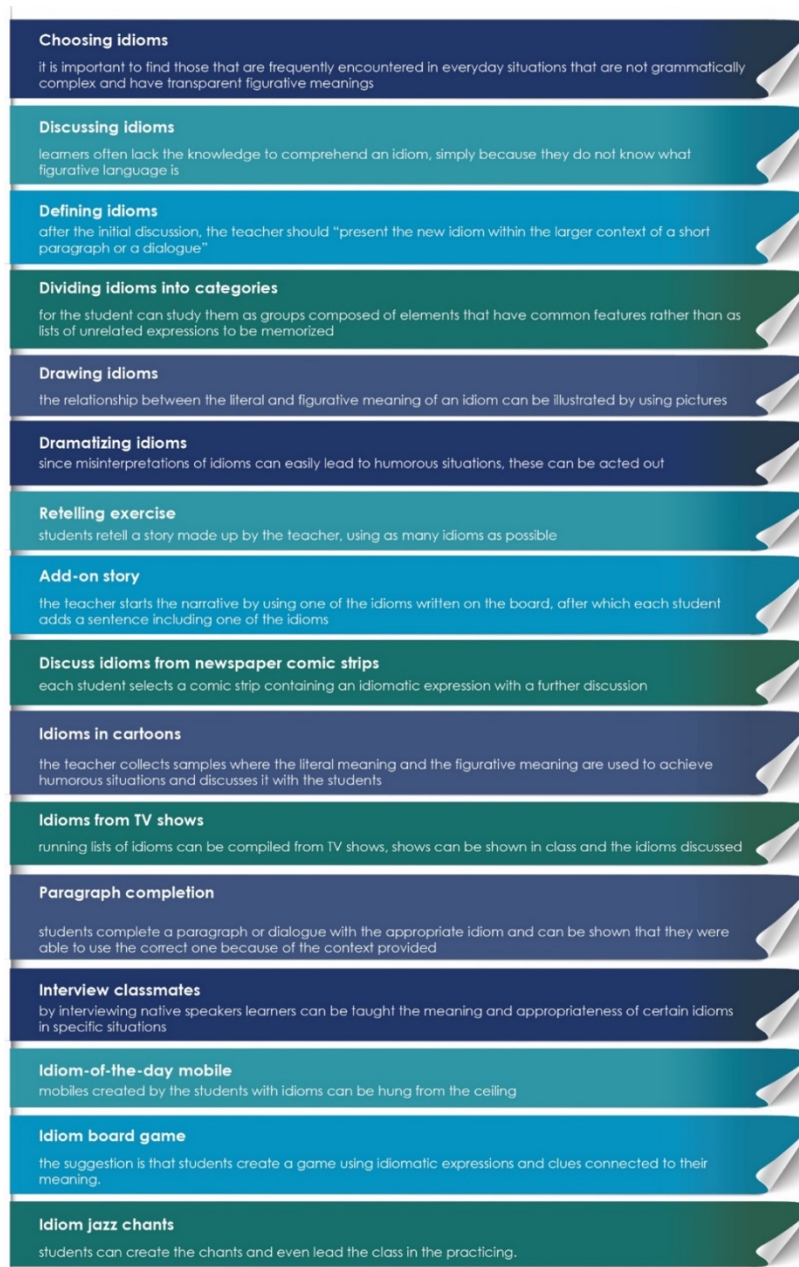 Choosing idioms
it is important to find those that are frequently encountered in everyday situations that are not grammatically
complex and have transparent figurative meanings
Discussing idioms
learners often lack the knowledge to comprehend an idiom, simply because they do not know what
figurative language is
Defining idioms
after the initial discussion, the teacher should “present the new idiom within the larger context of a short
paragraph or a dialogue”
Dividing idioms into categories
for the student can study them as groups composed of elements that have common features rather than as
lists of unrelated expressions to be memorized
Drawing idioms
the relationship between the literal and figurative meaning of an idiom can be illustrated by using pictures
Dramatizing idioms
since misinterpretations of idioms can easily lead to humorous situations, these can be acted out
Retelling exercise
students retell a story made up by the teacher, using as many idioms as possible
Add-on story
the teacher starts the narrative by using one of the idioms written on the board, after which each student
adds a sentence including one of the idioms
Discuss idioms from newspaper comic strips
each student selects a comic strip containing an idiomatic expression with a further discussion
Idioms in cartoons
the teacher collects samples where the literal meaning and the figurative meaning are used to achieve
humorous situations and discusses it with the students
Idioms from TV shows
running lists of idioms can be compiled from TV shows, shows can be shown in class and the idioms discussed
Paragraph completion
students complete a paragraph or dialogue with the appropriate idiom and can be shown that they were
able to use the correct one because of the context provided
Interview classmates
by interviewing native speakers learners can be taught the meaning and appropriateness of certain idioms
in specific situations
Idiom-of-the-day mobile
mobiles created by the students with idioms can be hung from the ceiling
Idiom board game
the suggestion is that students create a game using idiomatic expressions and clues connected to their
meaning.
Idiom jazz chants
students can create the chants and even lead the class in the practicing.